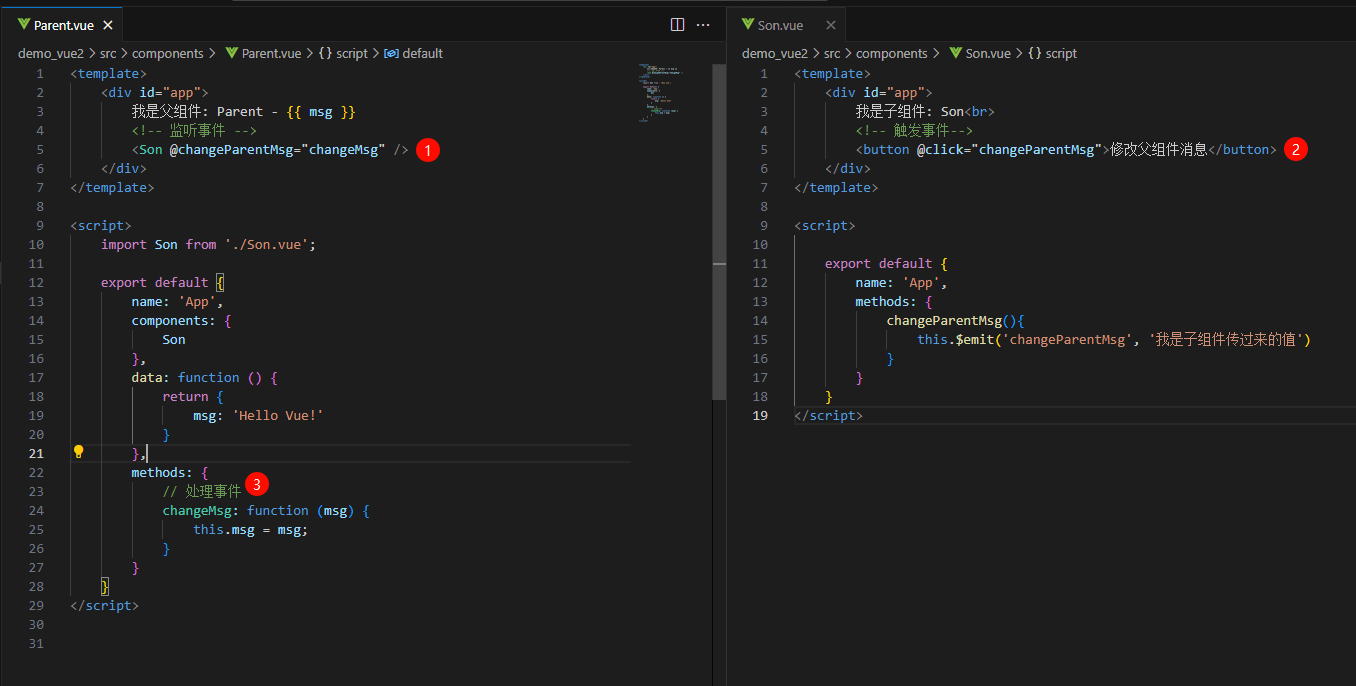 Parent.vue
demo_vue2 > src > components > Parent.vue > {} script > default
1 <template>
2 <div id="app">
3 我是父组件: Parent - {{ msg }}
4 <!-- 监听事件 -->
5 <Son @changeParentMsg="changeMsg" /> 1
6 </div>
7 </template>
8
9 <script>
10 import Son from './Son.vue';
11
12 export default {
13 name: 'App',
14 components: {
15 Son
16 },
17 data: function () {
18 return {
19 msg: 'Hello Vue!'
20 }
21 },
22 methods: {
23 // 处理事件 3
24 changeMsg: function (msg) {
25 this.msg = msg;
26 }
27 }
28 }
29 </script>
30
31
Son.vue
demo_vue2 > src > components > Son.vue > {} script
1 <template>
2 <div id="app">
3 我是子组件: Son<br>
4 <!-- 触发事件-->
5 <button @click="changeParentMsg">修改父组件消息</button> 2
6 </div>
7 </template>
8
9 <script>
10
11 export default {
12 name: 'App',
13 methods: {
14 changeParentMsg(){
15 this.$emit('changeParentMsg', '我是子组件传过来的值')
16 }
17 }
18 }
19 </script>